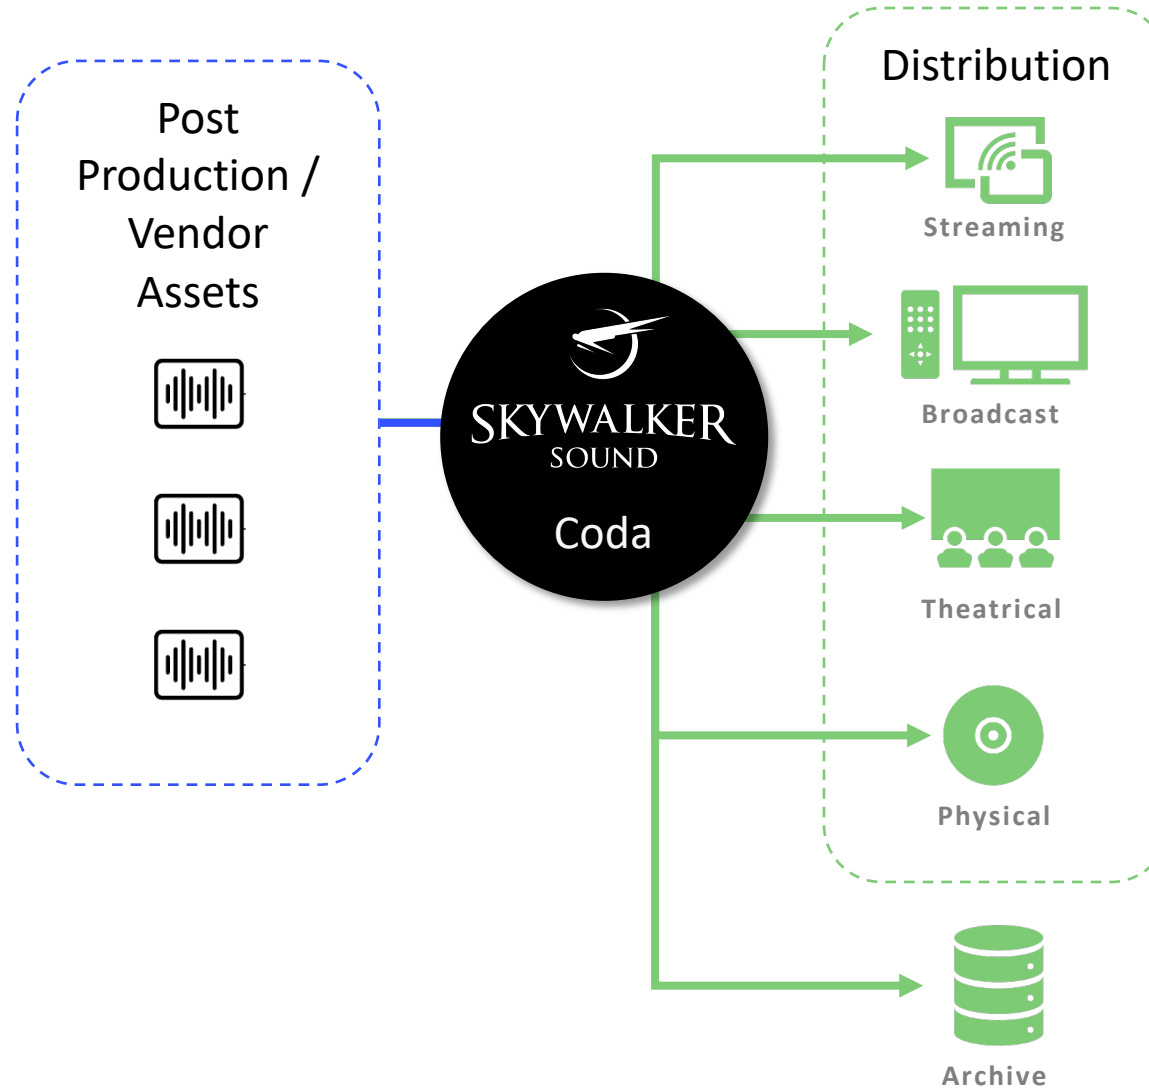 Post
Production /
Vendor
Assets
SKYWALKER
SOUND
Coda
Distribution
Streaming
Broadcast
Theatrical
Physical
Archive